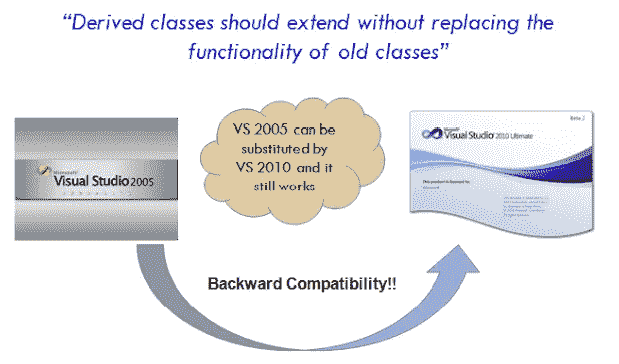 “Derived classes should extend without replacing the
functionality of old classes”
VS 2005 can be
substituted by
VS 2010 and it
still works
Microsoft
Visual Studio 2005
Beta 2
Microsoft
Visual Studio 2010 Ultimate
This product is licensed to:
Backward Compatibility!!